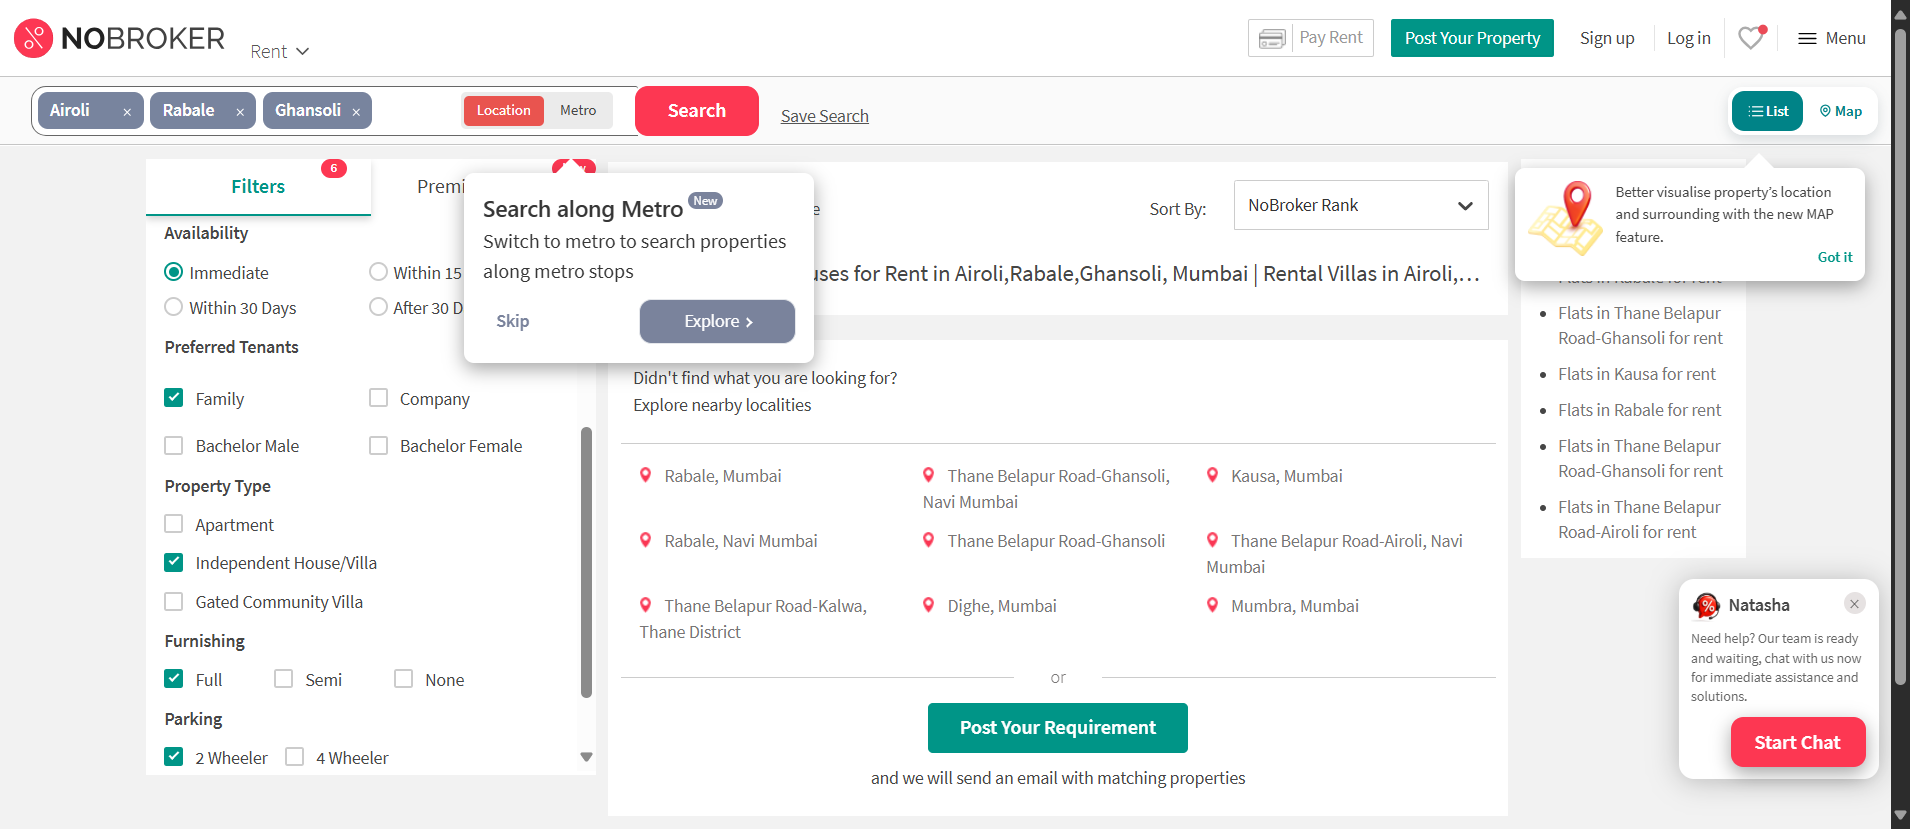 NOBROKER
Rent
Pay Rent
Post Your Property
Sign up
Log in
Menu
Airoli ×
Rabale ×
Ghansoli ×
Location
Metro
Search
Save Search
List
Map
Filters
6
Search along Metro New
Switch to metro to search properties
along metro stops
Skip
Explore ›
Sort By:
NoBroker Rank
for Rent in Airoli,Rabale,Ghansoli, Mumbai | Rental Villas in Airoli,...
Better visualise property's location
and surrounding with the new MAP
feature.
Got it
Availability
Immediate
Within 15
Within 30 Days
After 30 D
Preferred Tenants
Family
Company
Bachelor Male
Bachelor Female
Property Type
Apartment
Independent House/Villa
Gated Community Villa
Furnishing
Full
Semi
None
Parking
2 Wheeler
4 Wheeler
Didn't find what you are looking for?
Explore nearby localities
Rabale, Mumbai
Thane Belapur Road-Ghansoli,
Navi Mumbai
Kausa, Mumbai
Rabale, Navi Mumbai
Thane Belapur Road-Ghansoli
Thane Belapur Road-Airoli, Navi
Mumbai
Thane Belapur Road-Kalwa,
Thane District
Dighe, Mumbai
Mumbra, Mumbai
or
Post Your Requirement
and we will send an email with matching properties
Flats in Rabale for rent
Flats in Thane Belapur
Road-Ghansoli for rent
Flats in Kausa for rent
Flats in Rabale for rent
Flats in Thane Belapur
Road-Ghansoli for rent
Flats in Thane Belapur
Road-Airoli for rent
Natasha
Need help? Our team is ready
and waiting, chat with us now
for immediate assistance and
solutions.
Start Chat